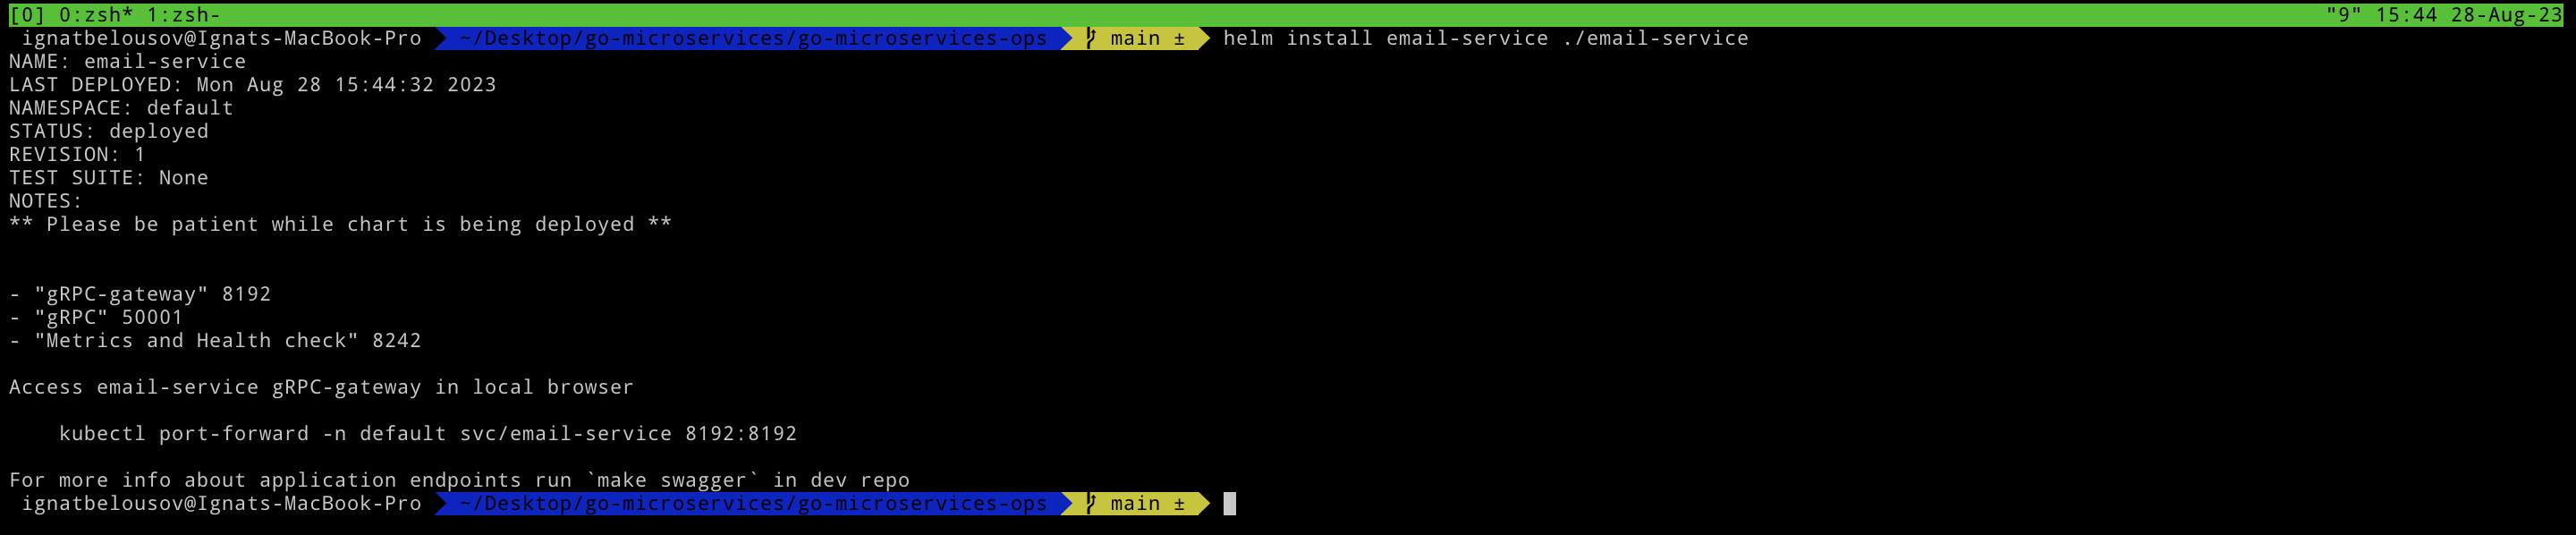 [0] 0:zsh* 1:zsh- "9" 15:44 28-Aug-23
ignatbelousov@Ignats-MacBook-Pro ~/Desktop/go-microservices/go-microservices-ops main ± helm install email-service ./email-service
NAME: email-service
LAST DEPLOYED: Mon Aug 28 15:44:32 2023
NAMESPACE: default
STATUS: deployed
REVISION: 1
TEST SUITE: None
NOTES:
** Please be patient while chart is being deployed **
- "gRPC-gateway" 8192
- "gRPC" 50001
- "Metrics and Health check" 8242
Access email-service gRPC-gateway in local browser
kubectl port-forward -n default svc/email-service 8192:8192
For more info about application endpoints run `make swagger` in dev repo
ignatbelousov@Ignats-MacBook-Pro ~/Desktop/go-microservices/go-microservices-ops main ±